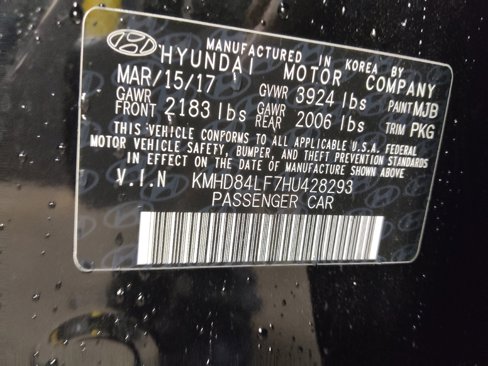 MANUFACTURED IN KOREA BY
HYUNDAI MOTOR COMPANY
MAR/15/17 GVWR 3924 lbs PAINT MJB
GAWR FRONT 2183 lbs GAWR REAR 2006 lbs TRIM PKG
THIS VEHICLE CONFORMS TO ALL APPLICABLE U.S.A. FEDERAL
MOTOR VEHICLE SAFETY, BUMPER, AND THEFT PREVENTION STANDARDS
IN EFFECT ON THE DATE OF MANUFACTURE SHOWN ABOVE.
V.I.N KMHD84LF7HU428293
PASSENGER CAR